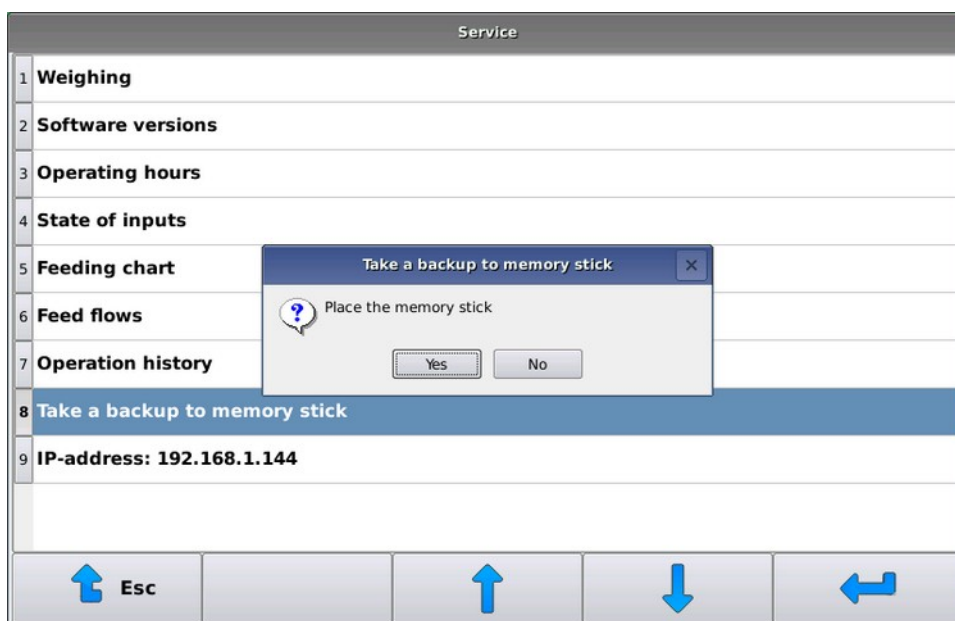 Service
1 Weighing
2 Software versions
3 Operating hours
4 State of inputs
5 Feeding chart
6 Feed flows
7 Operation history
8 Take a backup to memory stick
9 IP-address: 192.168.1.144
Take a backup to memory stick
?
Place the memory stick
Yes No
Esc